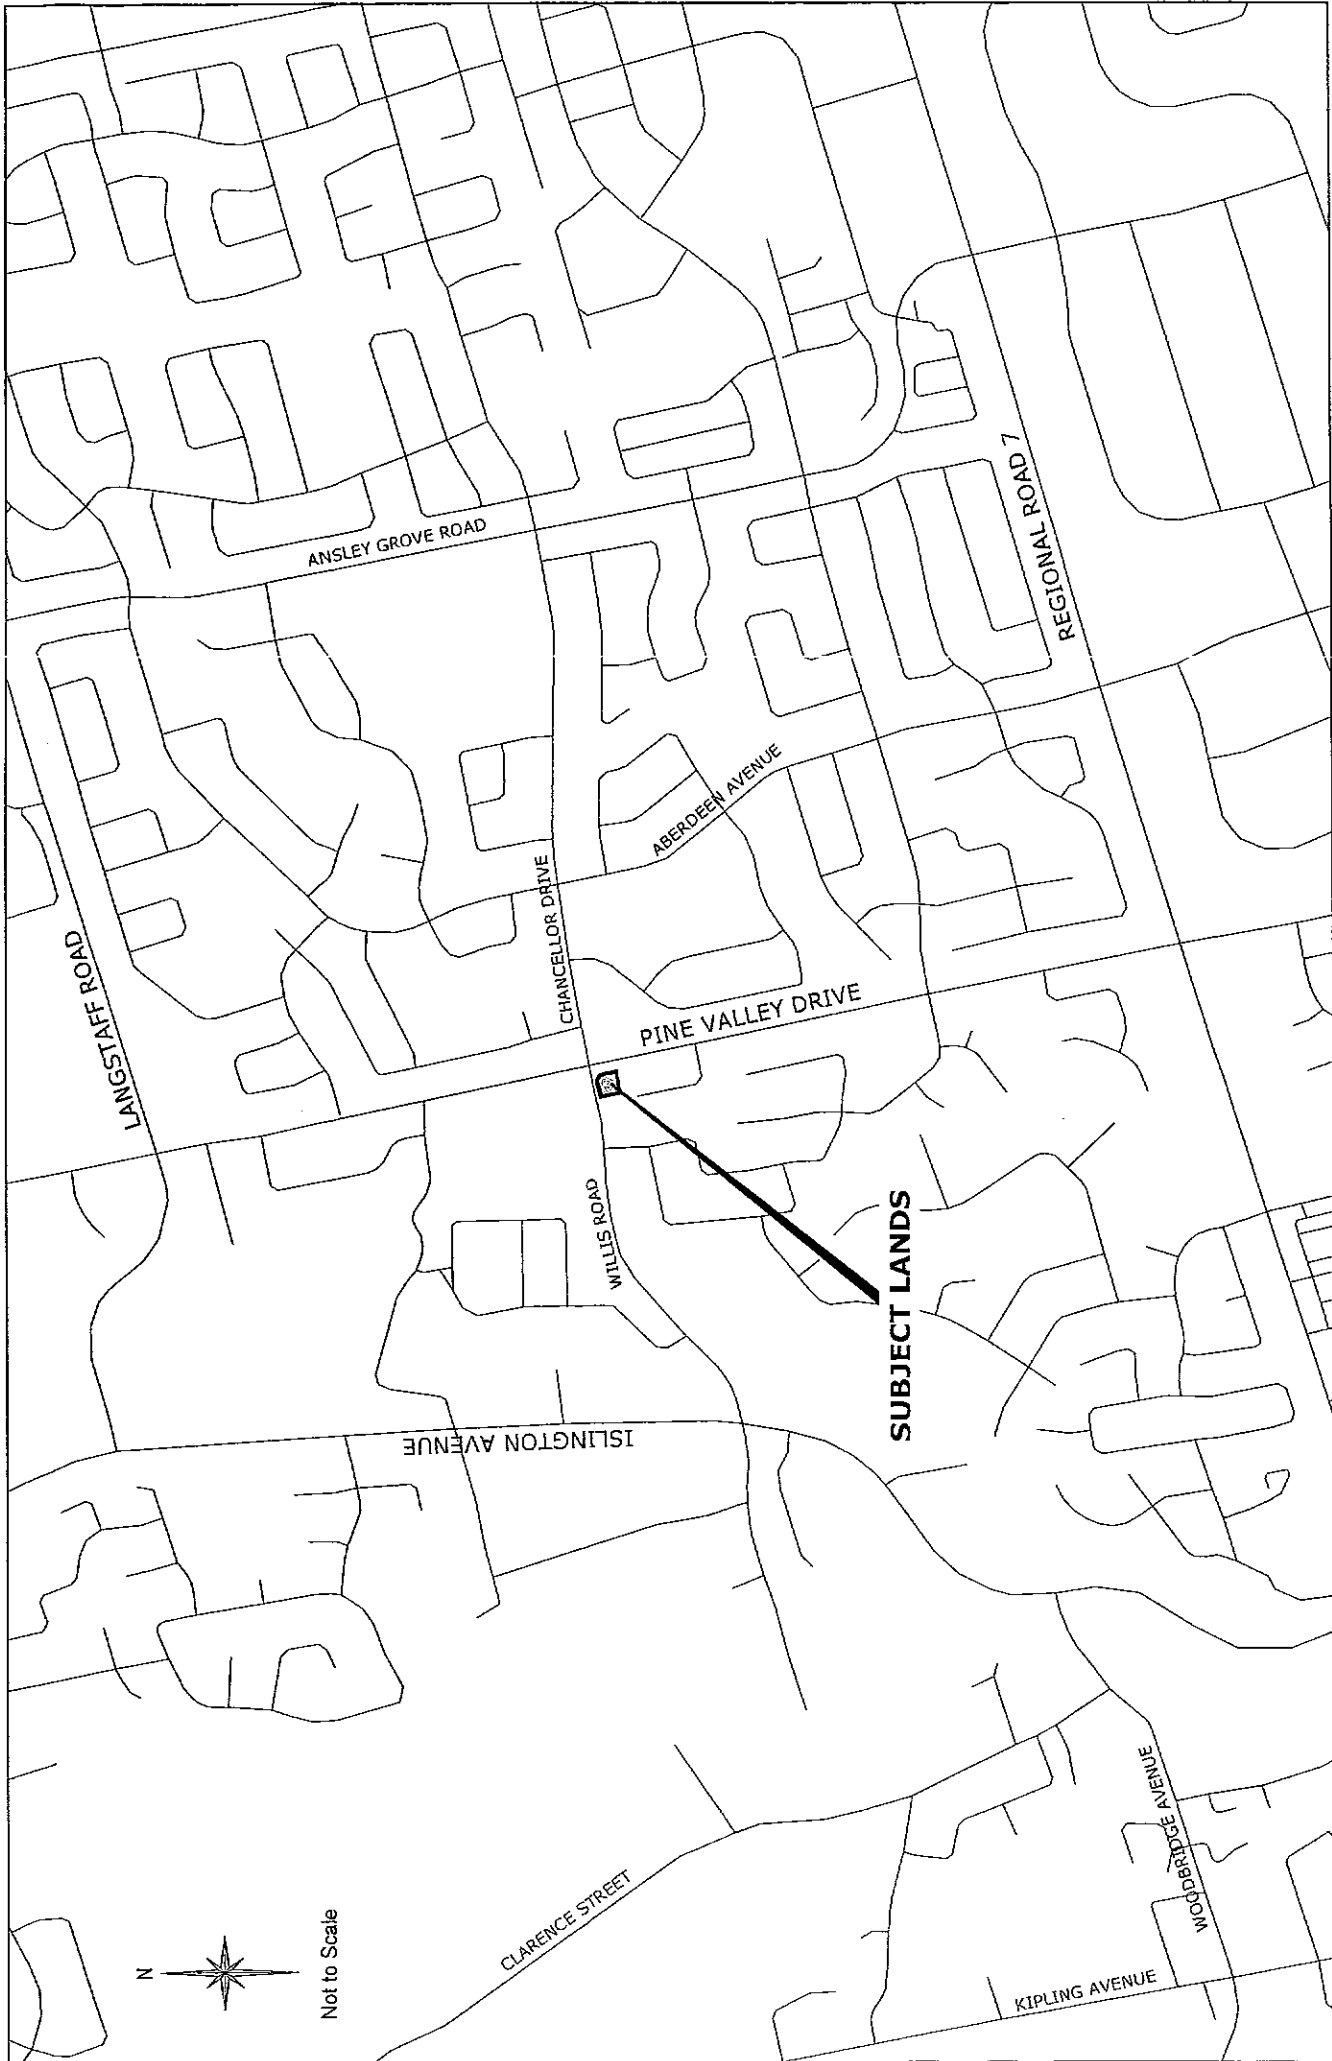 LANGSTAFF ROAD
ANSLEY GROVE ROAD
CHANCELLOR DRIVE
ABERDEEN AVENUE
REGIONAL ROAD 7
PINE VALLEY DRIVE
WILLIS ROAD
SUBJECT LANDS
ISLINGTON AVENUE
CLARENCE STREET
WOODBRIDGE AVENUE
KIPLING AVENUE
N
Not to Scale